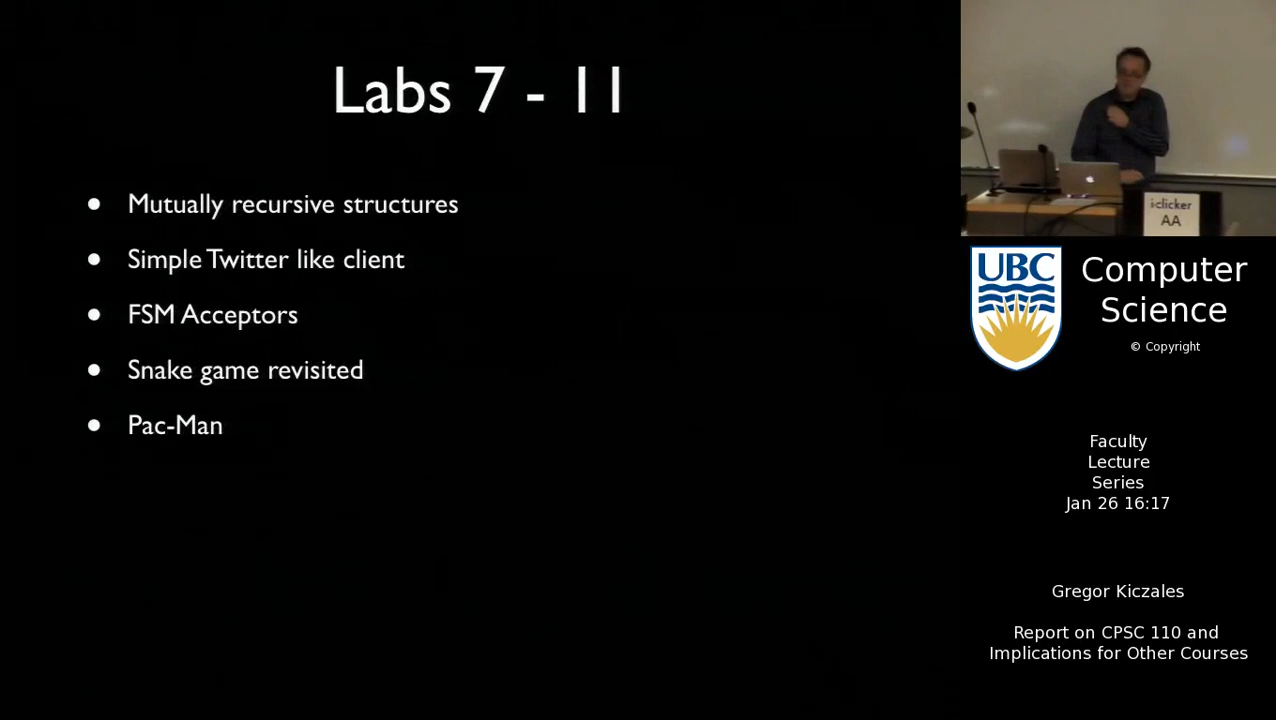 Labs 7 - 11
• Mutually recursive structures
• Simple Twitter like client
• FSM Acceptors
• Snake game revisited
• Pac-Man
i-clicker
AA
UBC
Computer
Science
© Copyright
Faculty
Lecture
Series
Jan 26 16:17
Gregor Kiczales
Report on CPSC 110 and
Implications for Other Courses